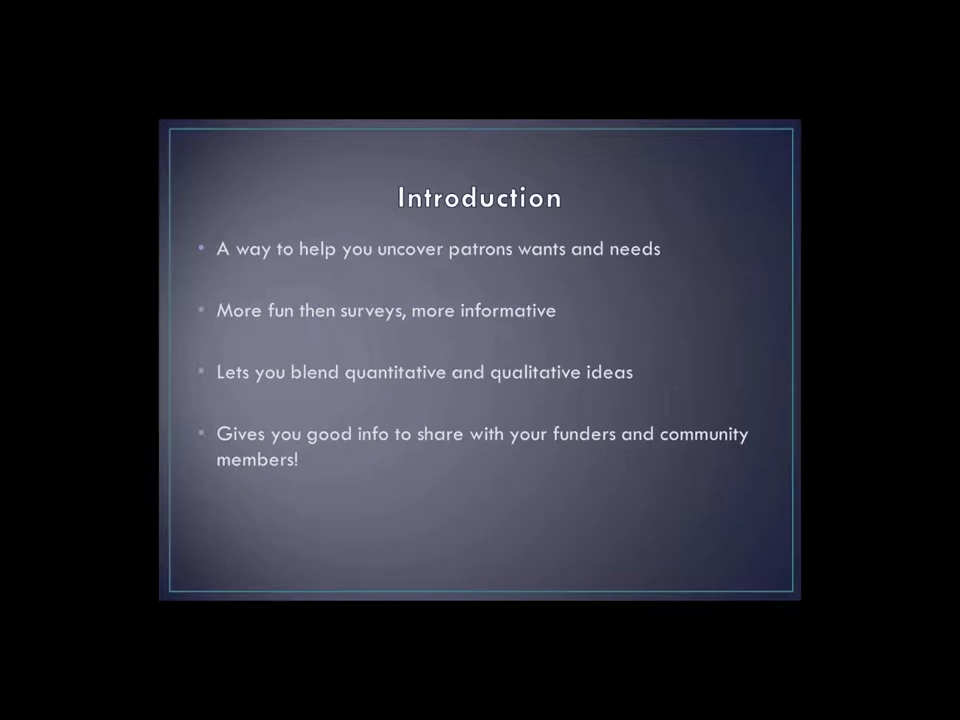 Introduction
• A way to help you uncover patrons wants and needs
• More fun then surveys, more informative
• Lets you blend quantitative and qualitative ideas
• Gives you good info to share with your funders and community
members!